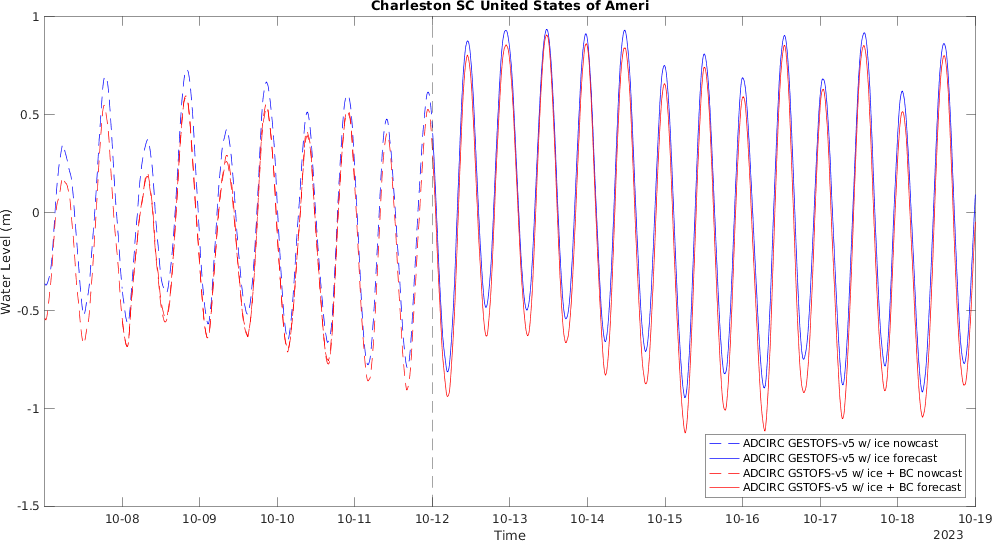 Charleston SC United States of Ameri
Water Level (m)
1
0.5
0
-0.5
-1
-1.5
ADCIRC GESTOFS-v5 w/ ice nowcast
ADCIRC GESTOFS-v5 w/ ice forecast
ADCIRC GSTOFS-v5 w/ ice + BC nowcast
ADCIRC GSTOFS-v5 w/ ice + BC forecast
10-08 10-09 10-10 10-11 10-12 10-13 10-14 10-15 10-16 10-17 10-18 10-19
Time
2023